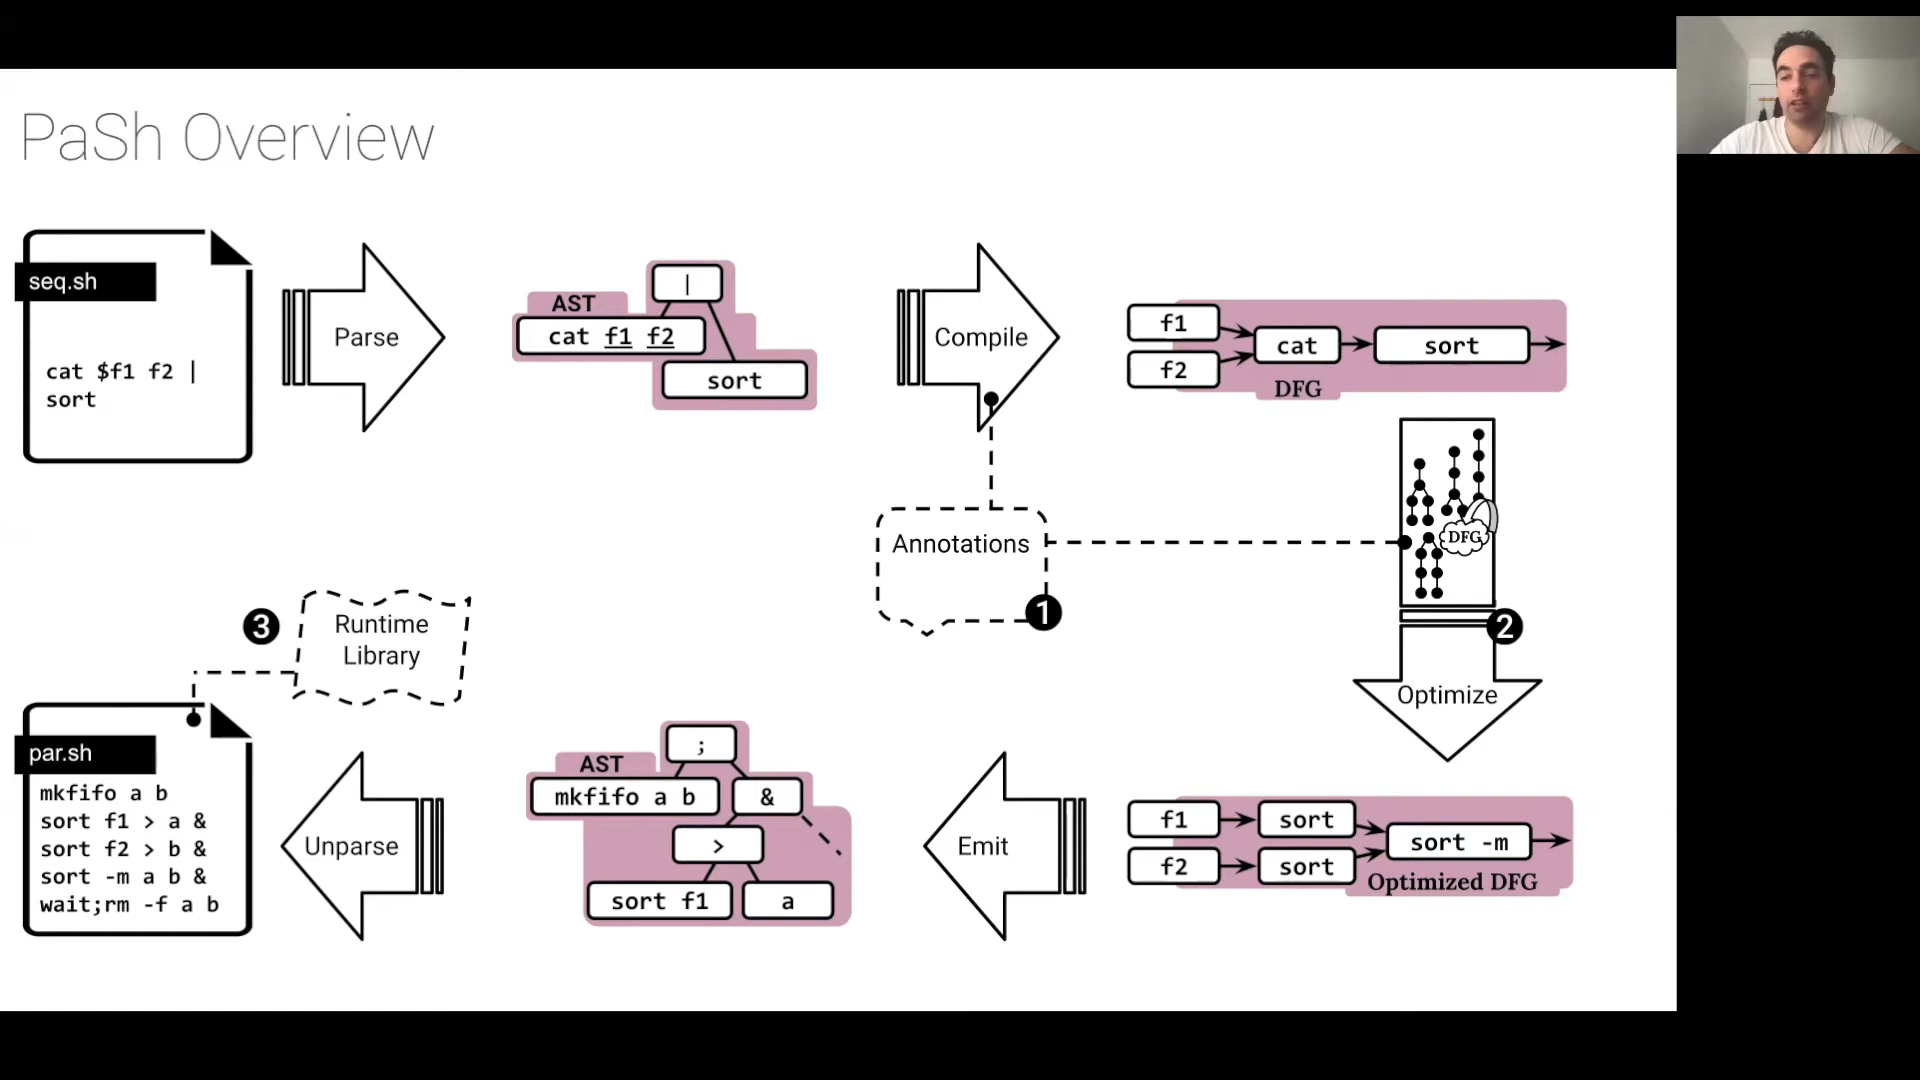 PaSh Overview
seq.sh
cat $f1 f2 |
sort
Parse
AST
|
cat f1 f2
sort
Compile
f1
f2
cat
sort
DFG
Annotations
1
DFG
2
Optimize
3
Runtime
Library
par.sh
mkfifo a b
sort f1 > a &
sort f2 > b &
sort -m a b &
wait;rm -f a b
Unparse
AST
;
mkfifo a b
&
>
sort f1
a
Emit
f1
sort
f2
sort
sort -m
Optimized DFG